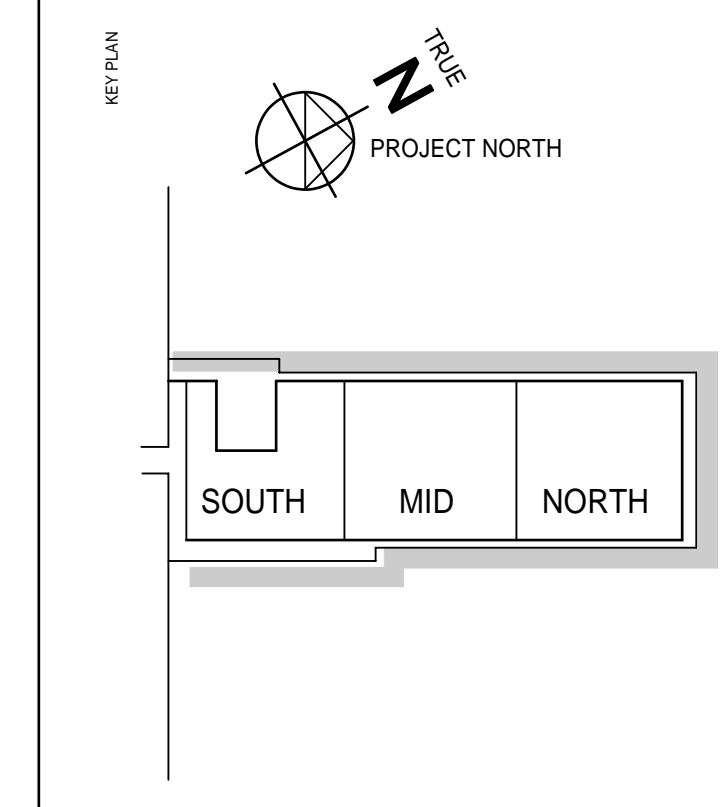 KEY PLAN
TRUE
N
PROJECT NORTH
SOUTH
MID
NORTH